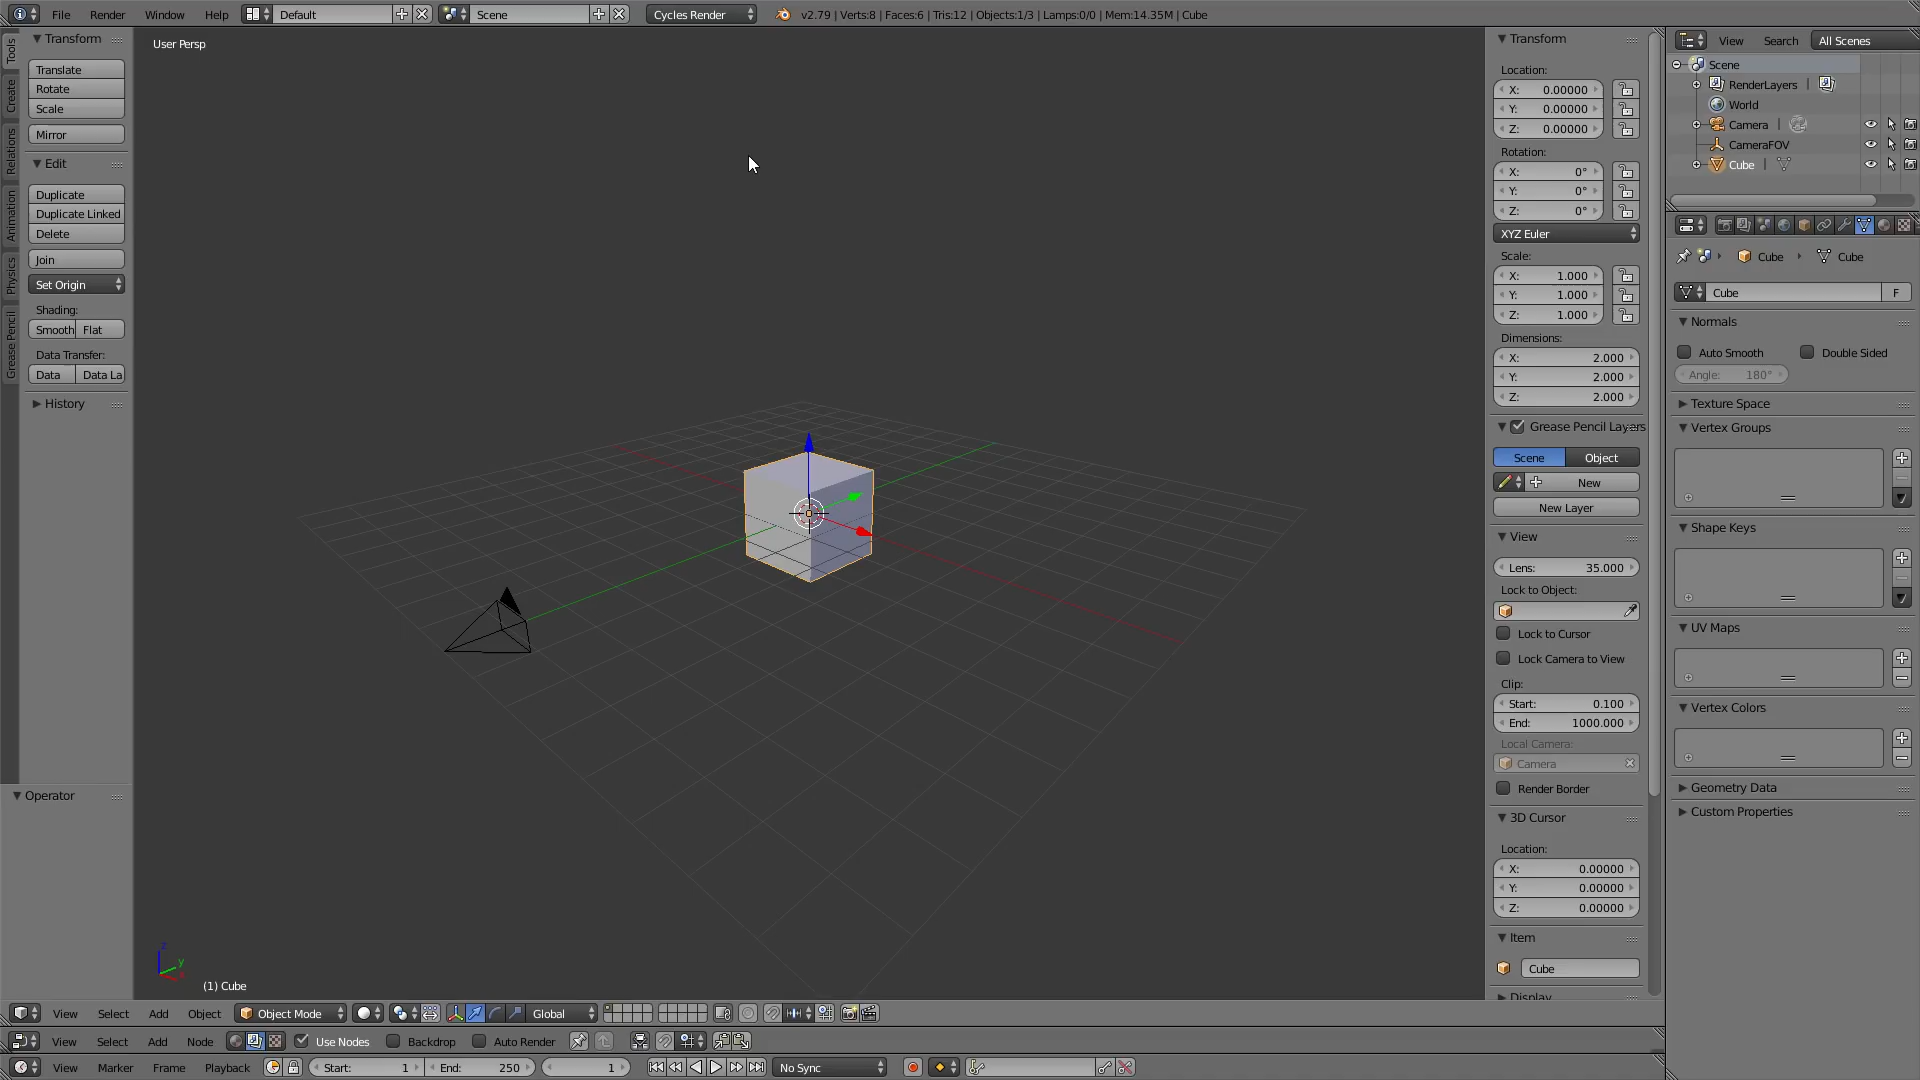 File Render Window Help Default Scene Cycles Render v2.79 | Verts:8 | Faces:6 | Tris:12 | Objects:1/3 | Lamps:0/0 | Mem:14.35M | Cube
Tools
Create
Relations
Animation
Physics
Grease Pencil
Transform
Translate
Rotate
Scale
Mirror
Edit
Duplicate
Duplicate Linked
Delete
Join
Set Origin
Shading:
Smooth Flat
Data Transfer:
Data Data La
History
Operator
User Persp
z
y
(1) Cube
Transform
Location:
X: 0.00000
Y: 0.00000
Z: 0.00000
Rotation:
X: 0°
Y: 0°
Z: 0°
XYZ Euler
Scale:
X: 1.000
Y: 1.000
Z: 1.000
Dimensions:
X: 2.000
Y: 2.000
Z: 2.000
Grease Pencil Layers
Scene Object
New
New Layer
View
Lens: 35.000
Lock to Object:
Lock to Cursor
Lock Camera to View
Clip:
Start: 0.100
End: 1000.000
Local Camera:
Camera
Render Border
3D Cursor
Location:
X: 0.00000
Y: 0.00000
Z: 0.00000
Item
Cube
Display
View Search All Scenes
Scene
RenderLayers
World
Camera
CameraFOV
Cube
Cube Cube
Cube F
Normals
Auto Smooth Double Sided
Angle: 180°
Texture Space
Vertex Groups
Shape Keys
UV Maps
Vertex Colors
Geometry Data
Custom Properties
View Select Add Object Object Mode Global
View Select Add Node Use Nodes Backdrop Auto Render
View Marker Frame Playback Start: 1 End: 250 1 No Sync